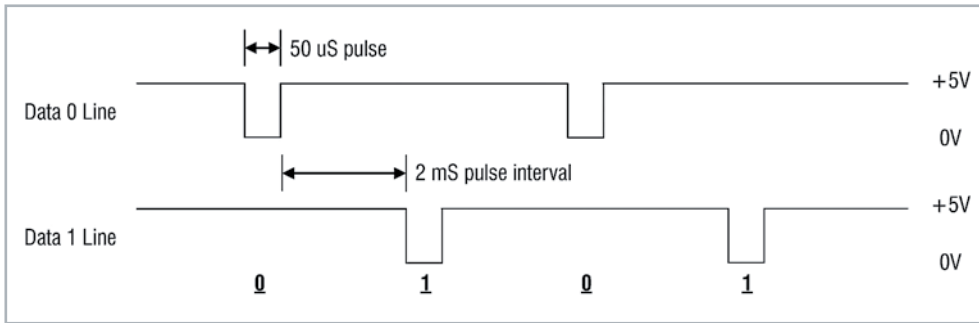 50 uS pulse
+5V
Data 0 Line
0V
2 mS pulse interval
+5V
Data 1 Line
0V
0 1 0 1